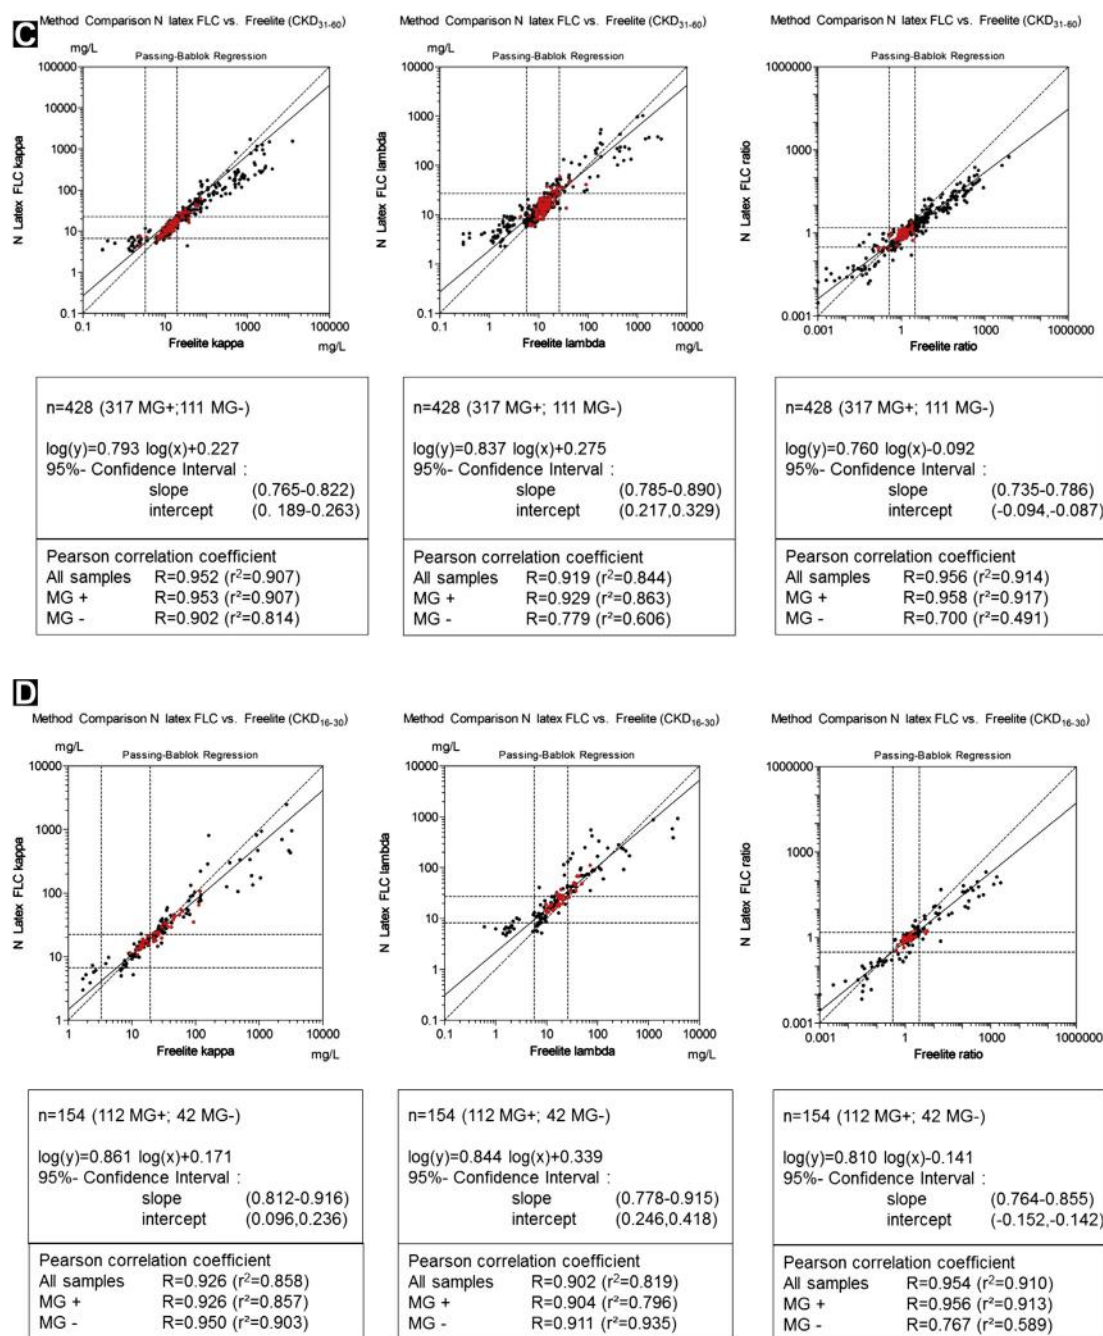 C
Method Comparison N latex FLC vs. Freelite (CKD31-60)
mg/L
Passing-Bablok Regression
100000
10000
1000
100
10
1
0.1
N Latex FLC kappa
0.1 10 1000 100000
Freelite kappa
mg/L
Method Comparison N latex FLC vs. Freelite (CKD31-60)
mg/L
Passing-Bablok Regression
10000
1000
100
10
1
0.1
N Latex FLC lambda
0.1 1 10 100 1000 10000
Freelite lambda
mg/L
Method Comparison N latex FLC vs. Freelite (CKD31-60)
Passing-Bablok Regression
1000000
1000
1
0.001
N Latex FLC ratio
0.001 1 1000 1000000
Freelite ratio
n=428 (317 MG+;111 MG-)
log(y)=0.793 log(x)+0.227
95%- Confidence Interval :
slope (0.765-0.822)
intercept (0. 189-0.263)
Pearson correlation coefficient
All samples R=0.952 (r²=0.907)
MG + R=0.953 (r²=0.907)
MG - R=0.902 (r²=0.814)
n=428 (317 MG+; 111 MG-)
log(y)=0.837 log(x)+0.275
95%- Confidence Interval :
slope (0.785-0.890)
intercept (0.217,0.329)
Pearson correlation coefficient
All samples R=0.919 (r²=0.844)
MG + R=0.929 (r²=0.863)
MG - R=0.779 (r²=0.606)
n=428 (317 MG+; 111 MG-)
log(y)=0.760 log(x)-0.092
95%- Confidence Interval :
slope (0.735-0.786)
intercept (-0.094,-0.087)
Pearson correlation coefficient
All samples R=0.956 (r²=0.914)
MG + R=0.958 (r²=0.917)
MG - R=0.700 (r²=0.491)
D
Method Comparison N latex FLC vs. Freelite (CKD16-30)
mg/L
Passing-Bablok Regression
10000
1000
100
10
1
N Latex FLC kappa
1 10 100 1000 10000
Freelite kappa
mg/L
Method Comparison N latex FLC vs. Freelite (CKD16-30)
mg/L
Passing-Bablok Regression
10000
1000
100
10
1
0.1
N Latex FLC lambda
0.1 1 10 100 1000 10000
Freelite lambda
mg/L
Method Comparison N latex FLC vs. Freelite (CKD16-30)
Passing-Bablok Regression
1000000
1000
1
0.001
N Latex FLC ratio
0.001 1 1000 1000000
Freelite ratio
n=154 (112 MG+; 42 MG-)
log(y)=0.861 log(x)+0.171
95%- Confidence Interval :
slope (0.812-0.916)
intercept (0.096,0.236)
Pearson correlation coefficient
All samples R=0.926 (r²=0.858)
MG + R=0.926 (r²=0.857)
MG - R=0.950 (r²=0.903)
n=154 (112 MG+; 42 MG-)
log(y)=0.844 log(x)+0.339
95%- Confidence Interval :
slope (0.778-0.915)
intercept (0.246,0.418)
Pearson correlation coefficient
All samples R=0.902 (r²=0.819)
MG + R=0.904 (r²=0.796)
MG - R=0.911 (r²=0.935)
n=154 (112 MG+; 42 MG-)
log(y)=0.810 log(x)-0.141
95%- Confidence Interval :
slope (0.764-0.855)
intercept (-0.152,-0.142)
Pearson correlation coefficient
All samples R=0.954 (r²=0.910)
MG + R=0.956 (r²=0.913)
MG - R=0.767 (r²=0.589)